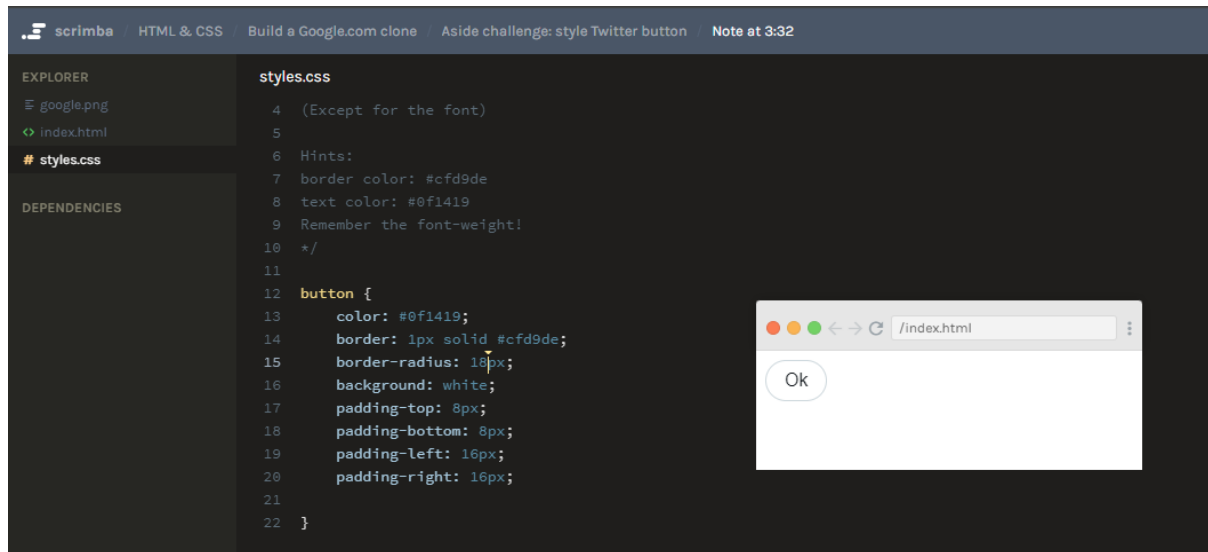 scrimba / HTML & CSS / Build a Google.com clone / Aside challenge: style Twitter button / Note at 3:32
EXPLORER
google.png
<> index.html
# styles.css
DEPENDENCIES
styles.css
4 (Except for the font)
5
6 Hints:
7 border color: #cfd9de
8 text color: #0f1419
9 Remember the font-weight!
10 */
11
12 button {
13 color: #0f1419;
14 border: 1px solid #cfd9de;
15 border-radius: 18px;
16 background: white;
17 padding-top: 8px;
18 padding-bottom: 8px;
19 padding-left: 16px;
20 padding-right: 16px;
21
22 }
/index.html
Ok